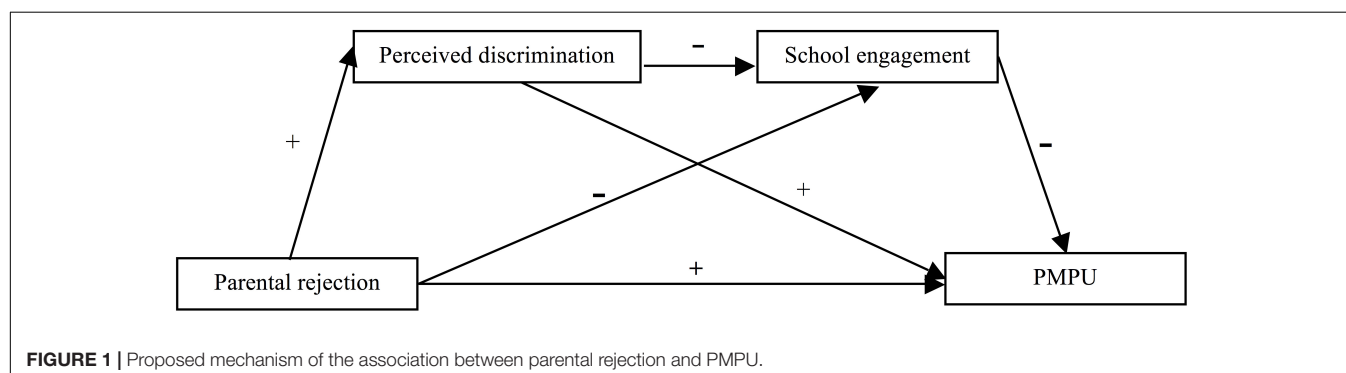 Perceived discrimination
–
School engagement
+
–
–
+
Parental rejection
+
PMPU
FIGURE 1 | Proposed mechanism of the association between parental rejection and PMPU.